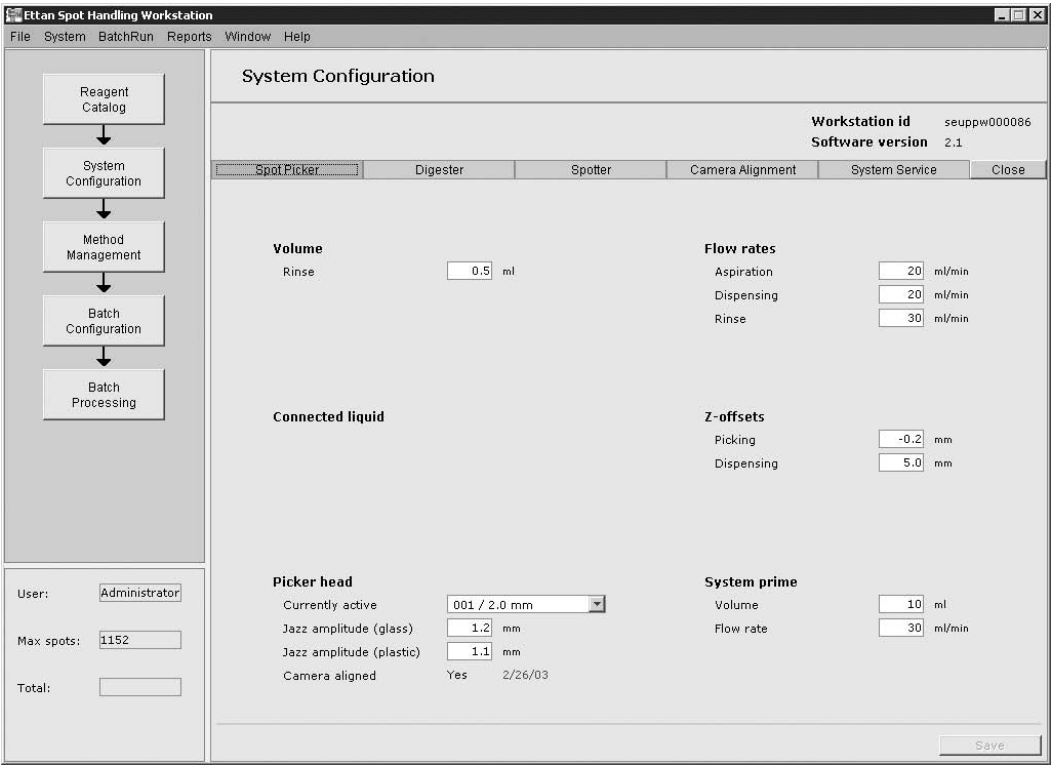 Ettan Spot Handling Workstation
File System BatchRun Reports Window Help
Reagent
Catalog
System
Configuration
Method
Management
Batch
Configuration
Batch
Processing
User: Administrator
Max spots: 1152
Total:
System Configuration
Workstation id seuppw000086
Software version 2.1
Spot Picker Digester Spotter Camera Alignment System Service Close
Volume
Rinse 0.5 ml
Flow rates
Aspiration 20 ml/min
Dispensing 20 ml/min
Rinse 30 ml/min
Connected liquid
Z-offsets
Picking -0.2 mm
Dispensing 5.0 mm
Picker head
Currently active 001 / 2.0 mm
Jazz amplitude (glass) 1.2 mm
Jazz amplitude (plastic) 1.1 mm
Camera aligned Yes 2/26/03
System prime
Volume 10 ml
Flow rate 30 ml/min
Save